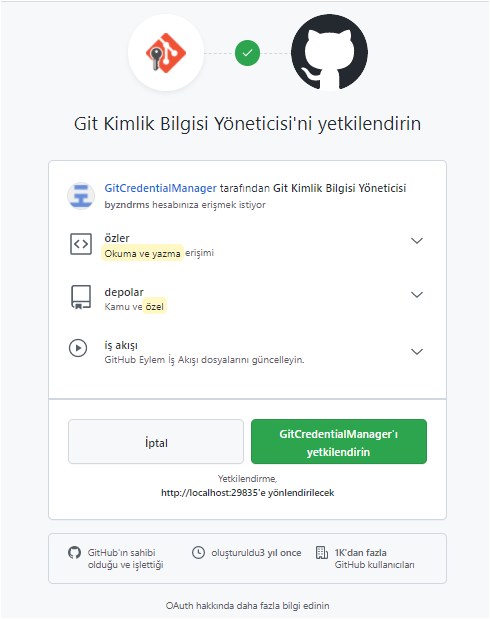 Git Kimlik Bilgisi Yöneticisi'ni yetkilendirin
GitCredentialManager tarafından Git Kimlik Bilgisi Yöneticisi
byzndrms hesabınıza erişmek istiyor
özler
Okuma ve yazma erişimi
depolar
Kamu ve özel
iş akışı
GitHub Eylem İş Akışı dosyalarını güncelleyin.
İptal
GitCredentialManager'ı
yetkilendirin
Yetkilendirme,
http://localhost:29835'e yönlendirilecek
GitHub'ın sahibi
olduğu ve işlettiği
oluşturuldu3 yıl once
1K'dan fazla
GitHub kullanıcıları
OAuth hakkında daha fazla bilgi edinin